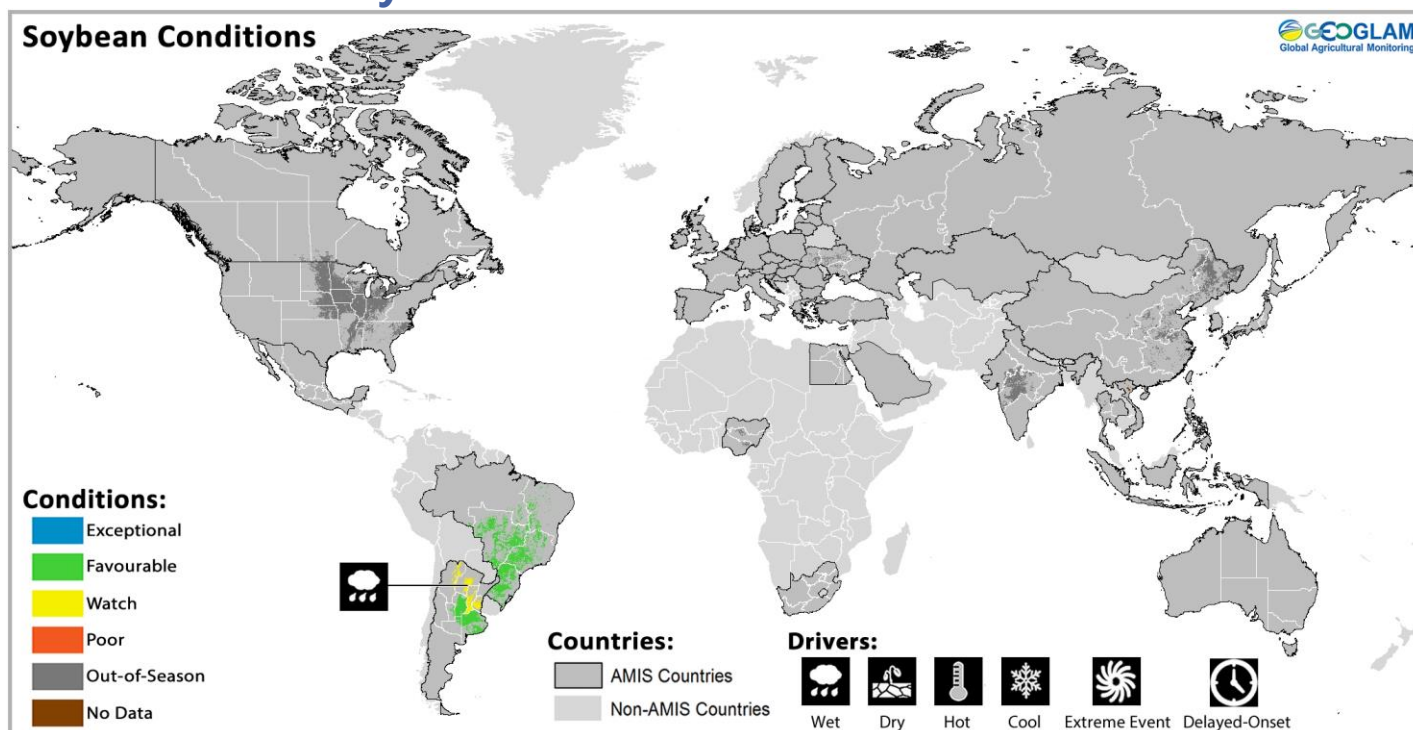 Soybean Conditions
GEOGLAM
Global Agricultural Monitoring
Conditions:
Exceptional
Favourable
Watch
Poor
Out-of-Season
No Data
Countries:
AMIS Countries
Non-AMIS Countries
Drivers:
Wet
Dry
Hot
Cool
Extreme Event
Delayed-Onset